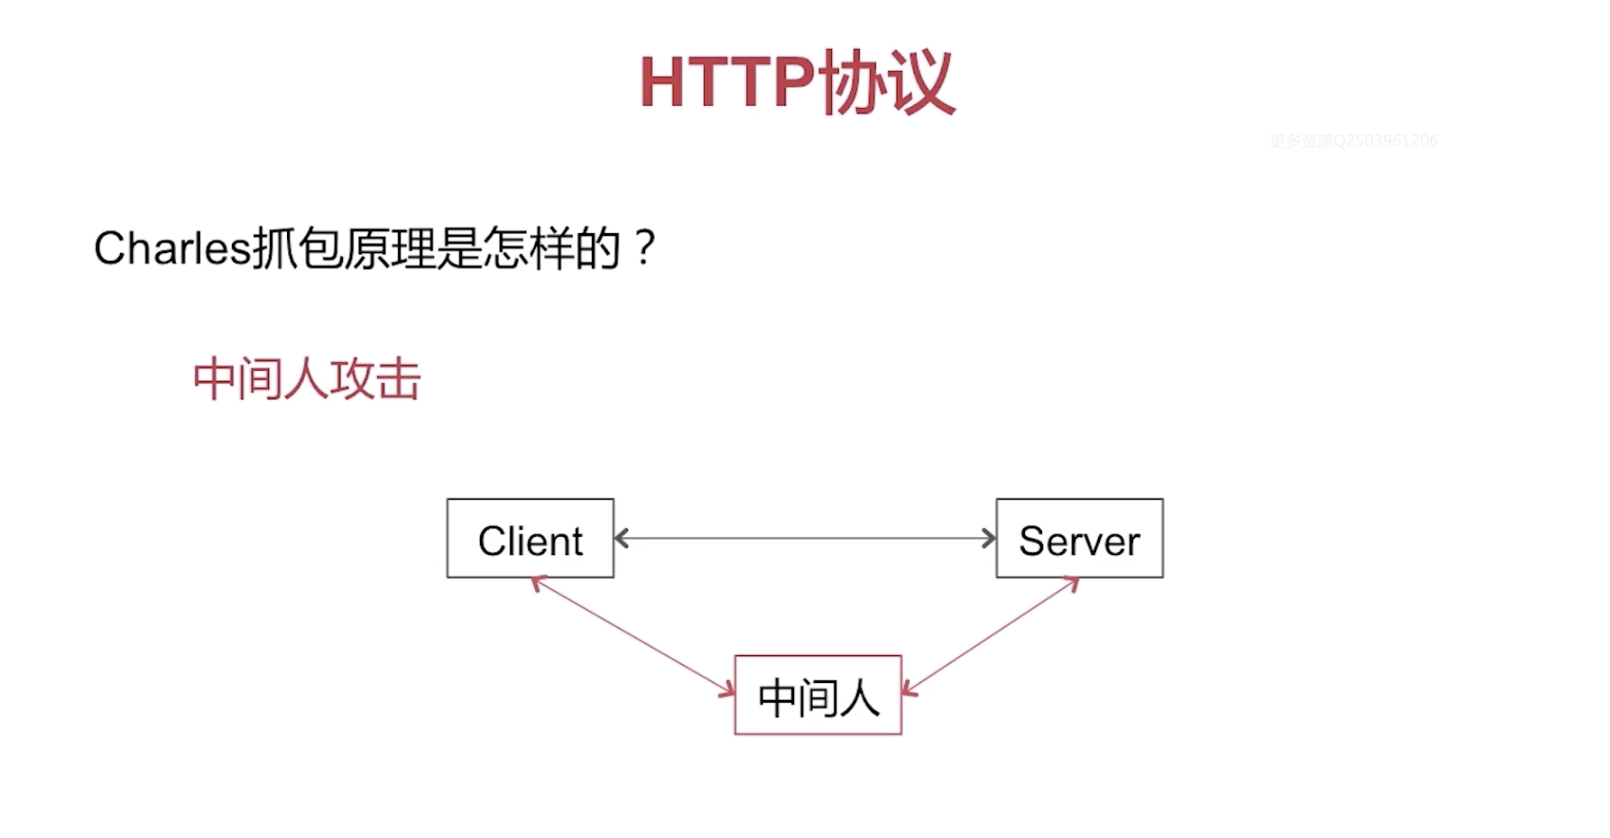 HTTP协议
更多资源Q2503961206
Charles抓包原理是怎样的？
中间人攻击
Client
Server
中间人